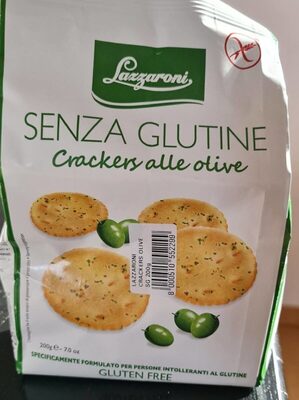 Lazzaroni
SENZA GLUTINE
Crackers alle olive
LAZZARONI
CRACKERS OLIVE
SG 200G
8 000510 552299
200g e - 7.0 oz
SPECIFICAMENTE FORMULATO PER PERSONE INTOLLERANTI AL GLUTINE
GLUTEN FREE